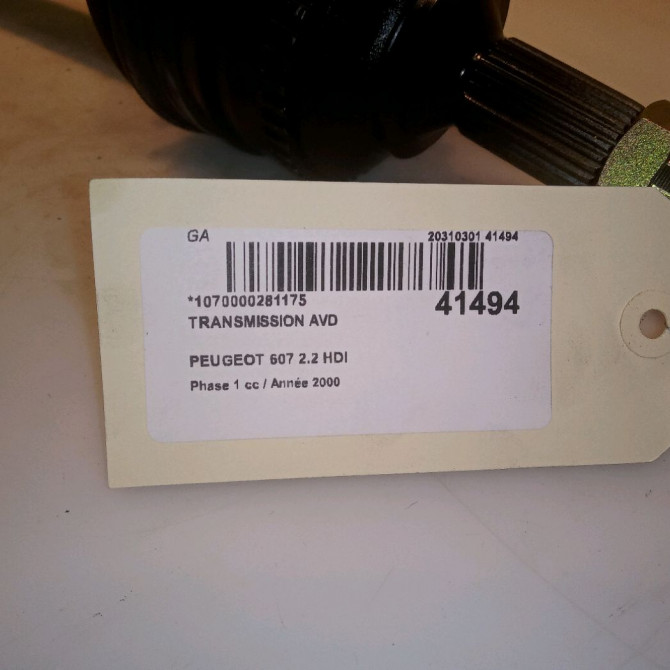 GA 20310301 41494
*1070000281175 41494
TRANSMISSION AVD
PEUGEOT 607 2.2 HDI
Phase 1 cc / Année 2000